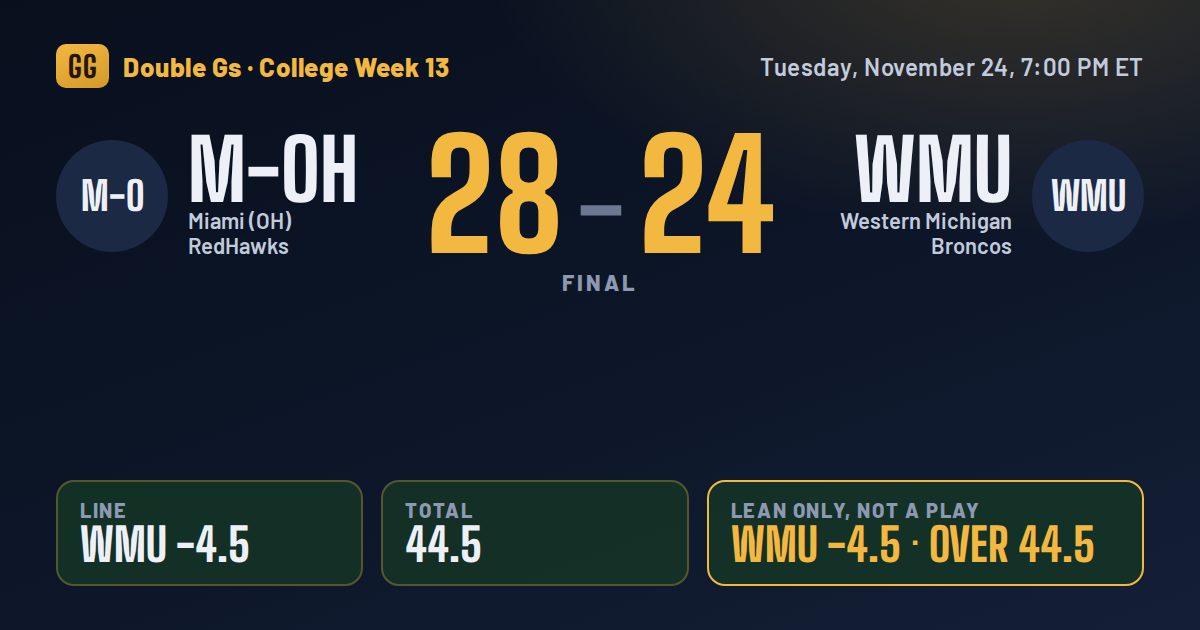 GG Double Gs · College Week 13
Tuesday, November 24, 7:00 PM ET
M-O
M-OH
Miami (OH)
RedHawks
28 - 24
FINAL
WMU
Western Michigan
Broncos
WMU
LINE
WMU -4.5
TOTAL
44.5
LEAN ONLY, NOT A PLAY
WMU -4.5 · OVER 44.5